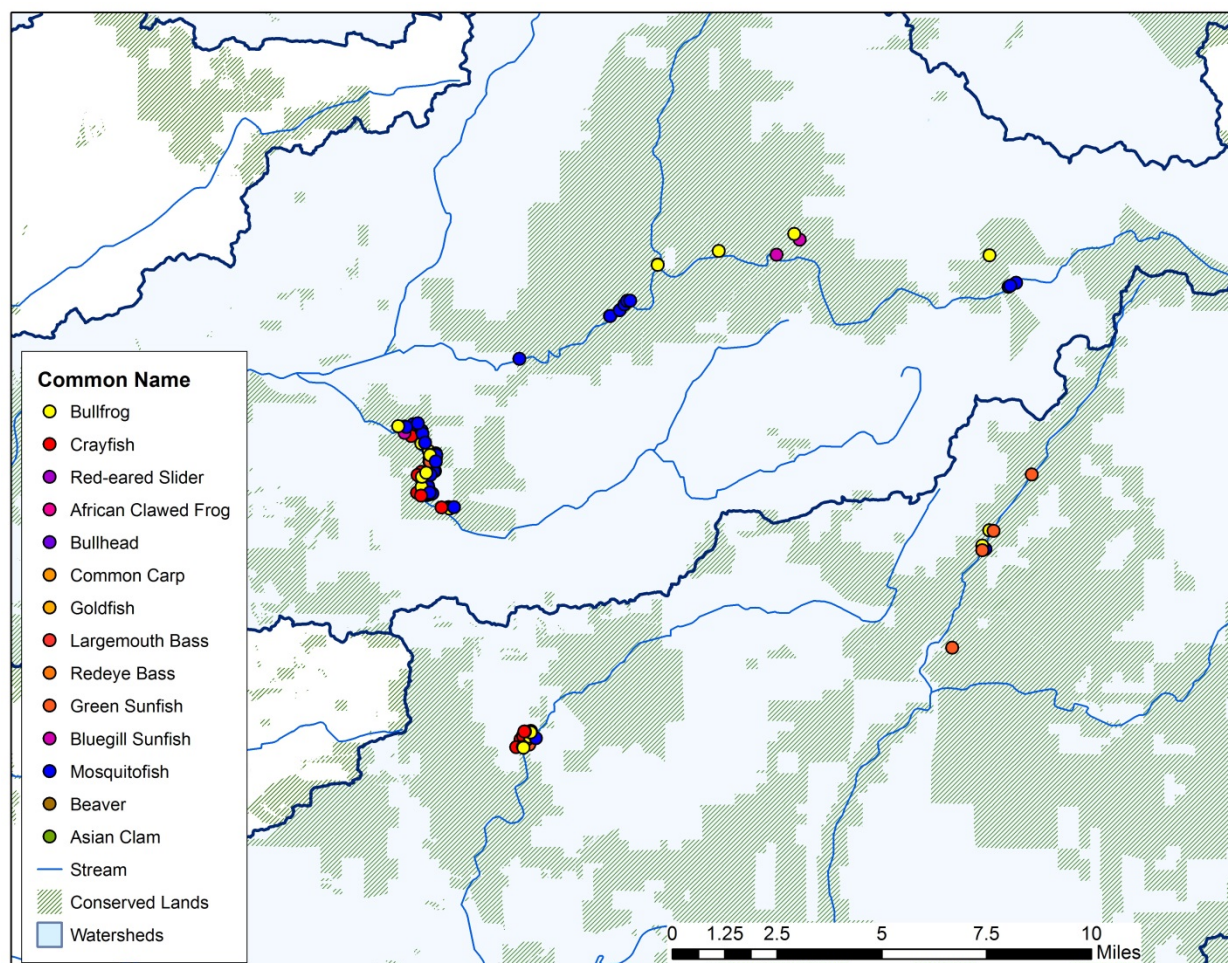 Common Name
Bullfrog
Crayfish
Red-eared Slider
African Clawed Frog
Bullhead
Common Carp
Goldfish
Largemouth Bass
Redeye Bass
Green Sunfish
Bluegill Sunfish
Mosquitofish
Beaver
Asian Clam
Stream
Conserved Lands
Watersheds
0 1.25 2.5 5 7.5 10
Miles